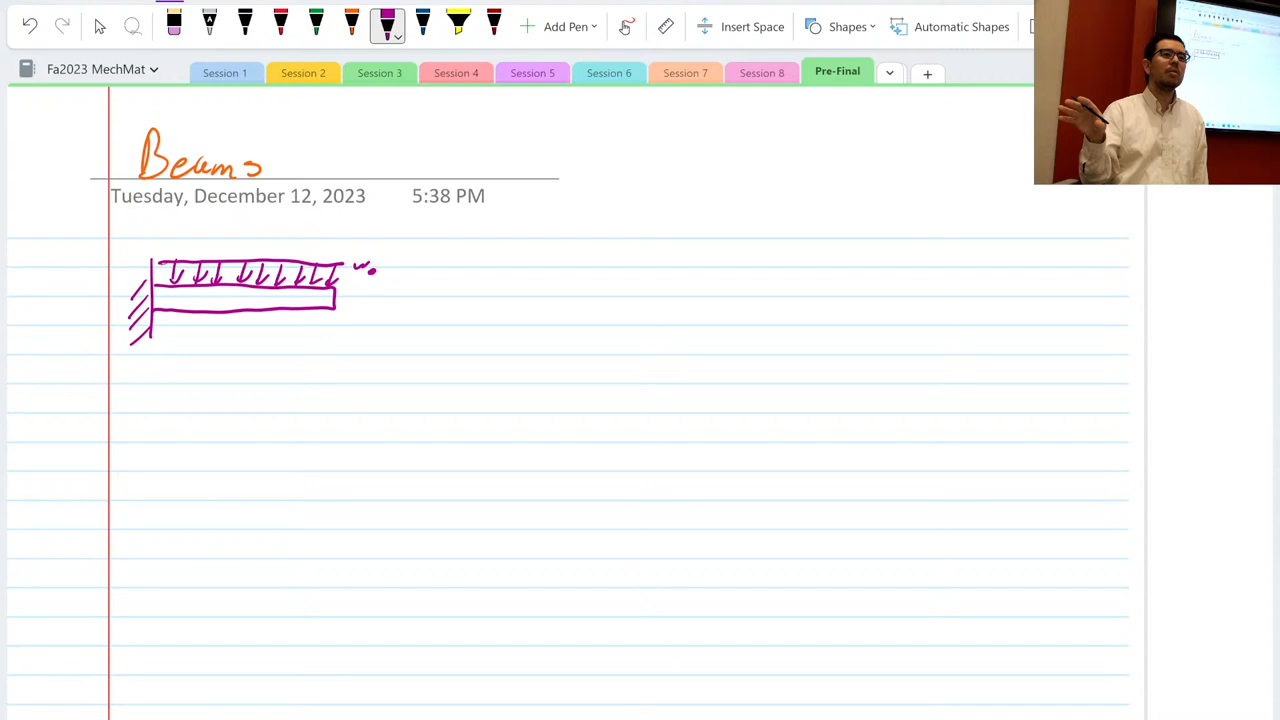 Add Pen
Insert Space
Shapes
Automatic Shapes
Fa2023 MechMat
Session 1
Session 2
Session 3
Session 4
Session 5
Session 6
Session 7
Session 8
Pre-Final
Beams
Tuesday, December 12, 2023 5:38 PM
w₀